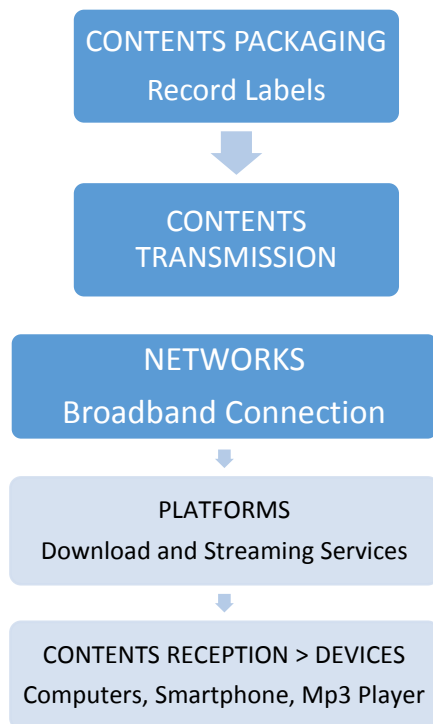 CONTENTS PACKAGING
Record Labels
CONTENTS
TRANSMISSION
NETWORKS
Broadband Connection
PLATFORMS
Download and Streaming Services
CONTENTS RECEPTION > DEVICES
Computers, Smartphone, Mp3 Player